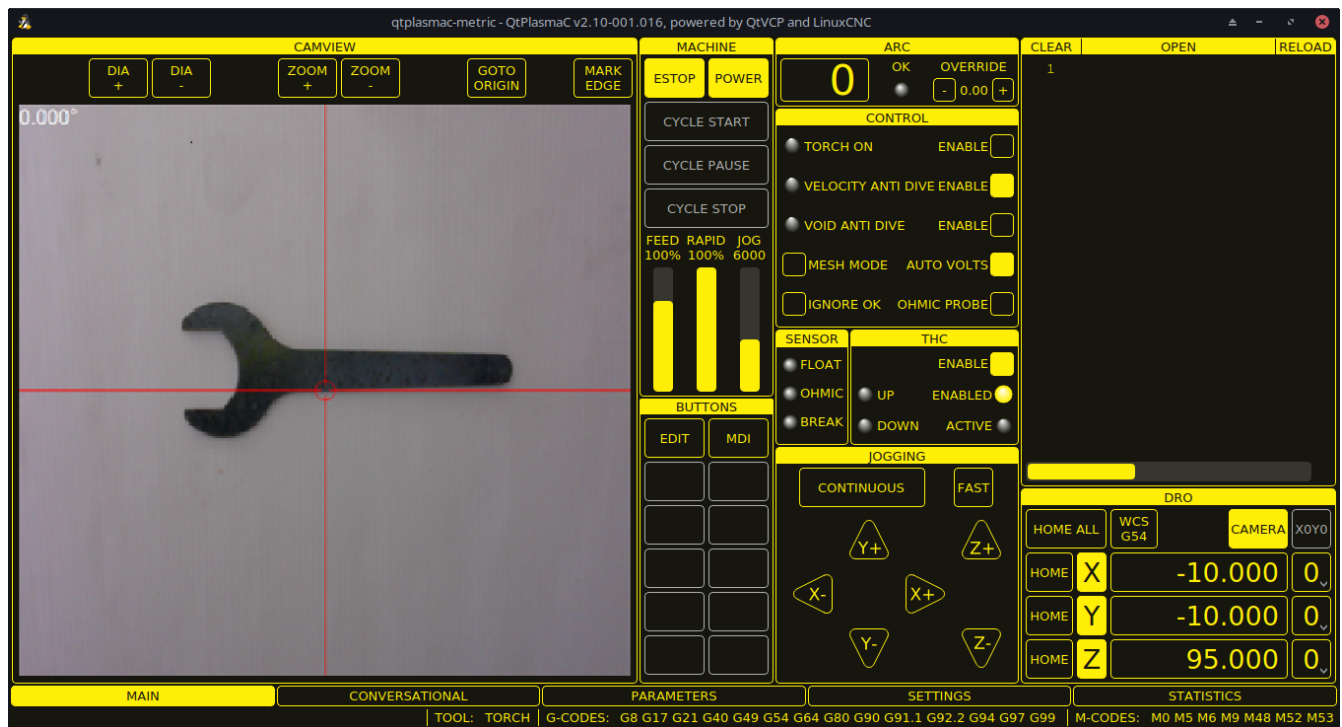 qtplasmac-metric - QtPlasmaC v2.10-001.016, powered by QtVCP and LinuxCNC
CAMVIEW
DIA +
DIA -
ZOOM +
ZOOM -
GOTO ORIGIN
MARK EDGE
0.000°
MACHINE
ESTOP POWER
CYCLE START
CYCLE PAUSE
CYCLE STOP
FEED RAPID JOG
100% 100% 6000
BUTTONS
EDIT MDI
ARC
0
OK
OVERRIDE
- 0.00 +
CONTROL
TORCH ON ENABLE
VELOCITY ANTI DIVE ENABLE
VOID ANTI DIVE ENABLE
MESH MODE AUTO VOLTS
IGNORE OK OHMIC PROBE
SENSOR
FLOAT
OHMIC
BREAK
THC
ENABLE
UP ENABLED
DOWN ACTIVE
JOGGING
CONTINUOUS FAST
Y+ Z+
X- X+
Y- Z-
CLEAR OPEN RELOAD
1
DRO
HOME ALL
WCS G54
CAMERA
X0Y0
HOME X -10.000 0
HOME Y -10.000 0
HOME Z 95.000 0
MAIN CONVERSATIONAL PARAMETERS SETTINGS STATISTICS
TOOL: TORCH G-CODES: G8 G17 G21 G40 G49 G54 G64 G80 G90 G91.1 G92.2 G94 G97 G99 M-CODES: M0 M5 M6 M9 M48 M52 M53